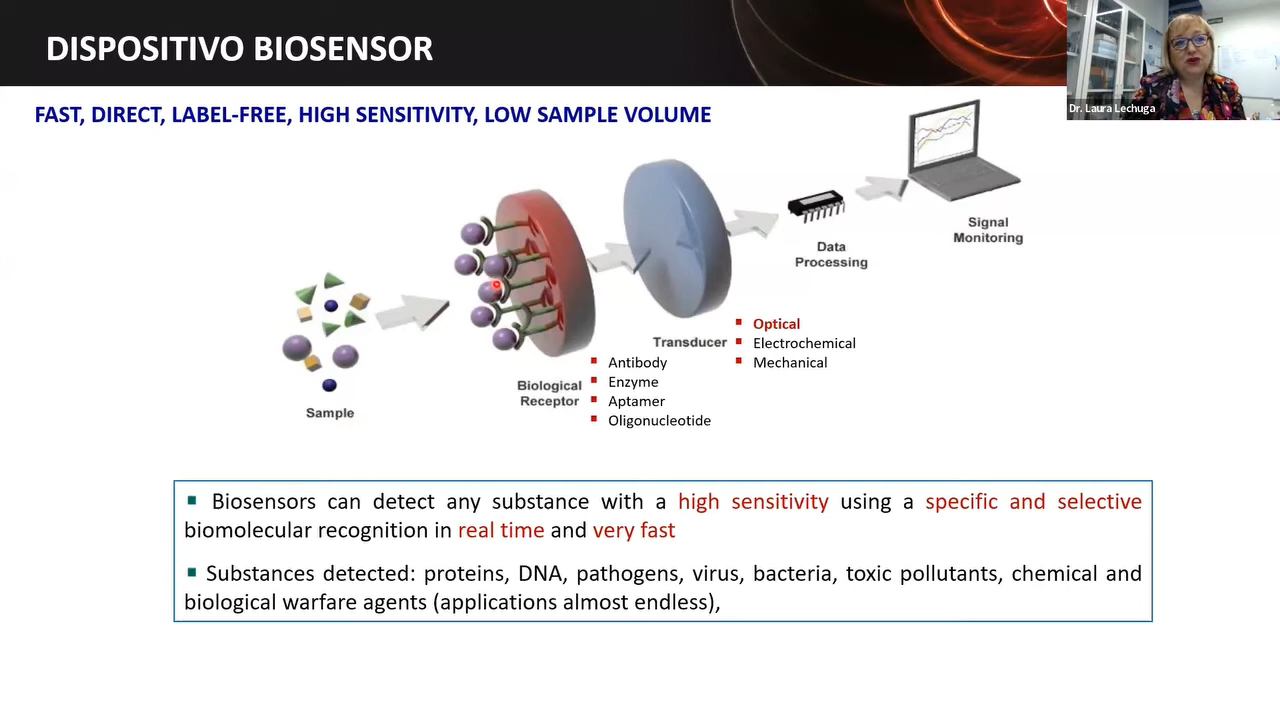 DISPOSITIVO BIOSENSOR
Dr. Laura Lechuga
FAST, DIRECT, LABEL-FREE, HIGH SENSITIVITY, LOW SAMPLE VOLUME
Signal
Monitoring
Data
Processing
Transducer
▪ Optical
▪ Electrochemical
▪ Mechanical
Biological
Receptor
▪ Antibody
▪ Enzyme
▪ Aptamer
▪ Oligonucleotide
Sample
▪ Biosensors can detect any substance with a high sensitivity using a specific and selective
biomolecular recognition in real time and very fast
▪ Substances detected: proteins, DNA, pathogens, virus, bacteria, toxic pollutants, chemical and
biological warfare agents (applications almost endless),